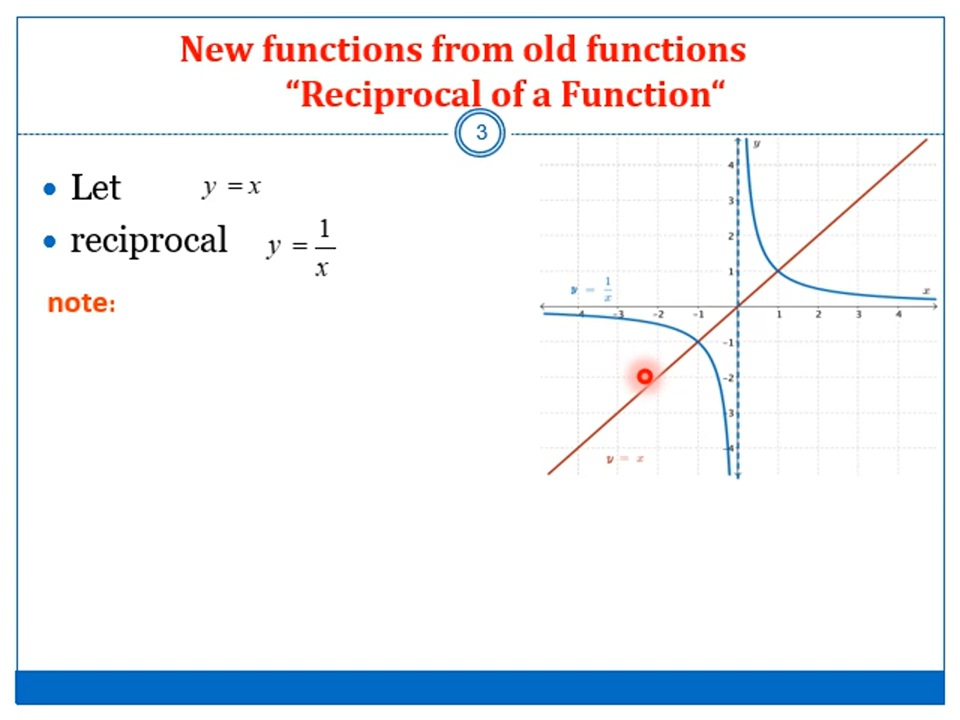 New functions from old functions
“Reciprocal of a Function“
3
• Let y = x
• reciprocal y = 1/x
note:
y
4
3
2
1
y = 1/x
x
-4 -3 -2 -1 1 2 3 4
-1
-2
-3
-4
y = x